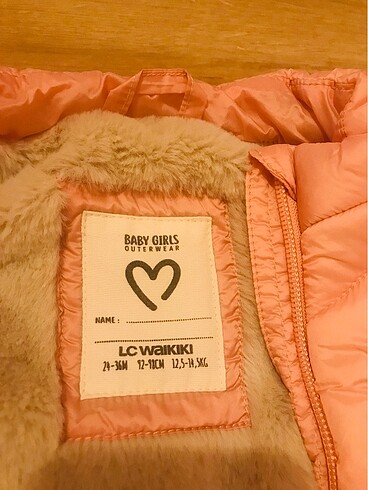 BABY GIRLS
OUTERWEAR
NAME :
LC WAIKIKI
24-36M 92-98CM 12,5-14,5KG